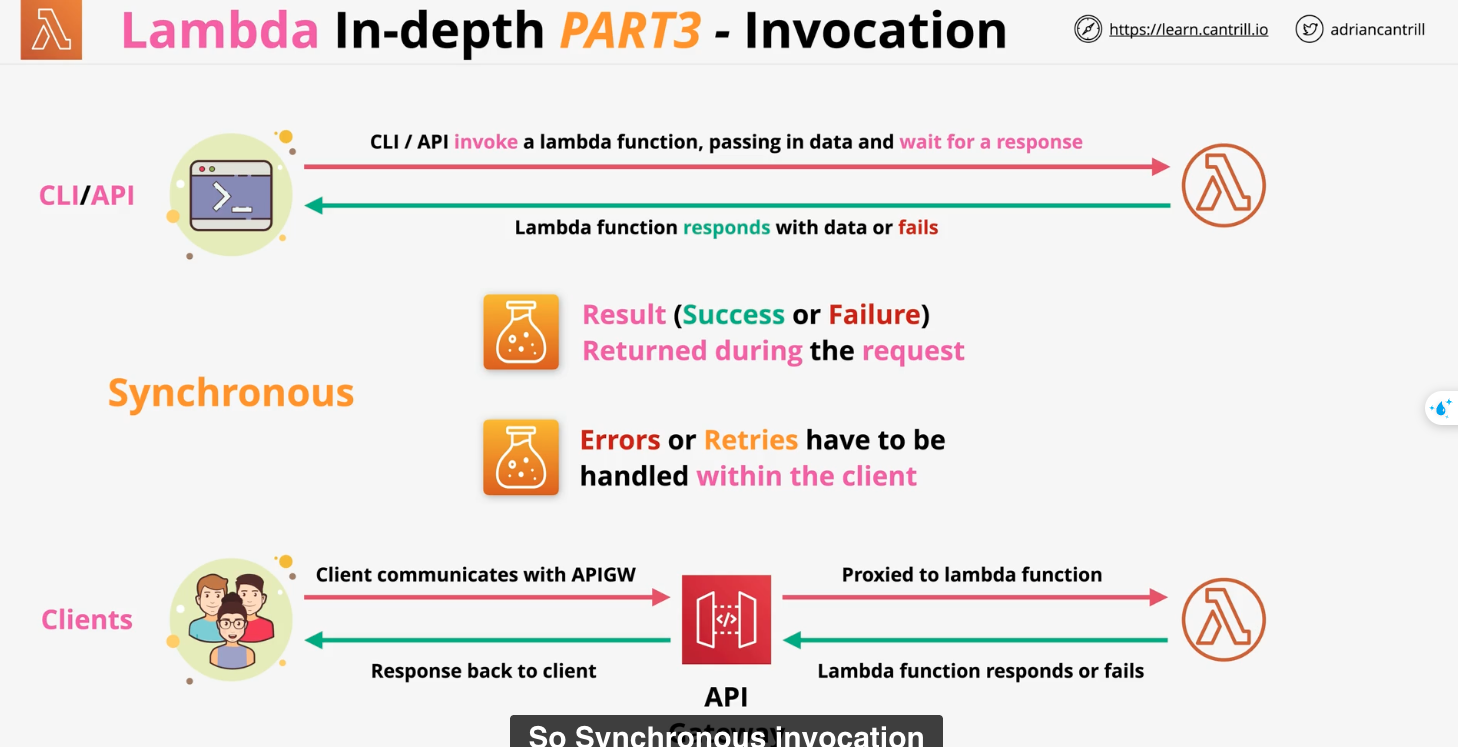 Lambda In-depth PART3 - Invocation
https://learn.cantrill.io
adriancantrill
CLI / API invoke a lambda function, passing in data and wait for a response
CLI/API
Lambda function responds with data or fails
Result (Success or Failure)
Returned during the request
Synchronous
Errors or Retries have to be
handled within the client
Client communicates with APIGW
Proxied to lambda function
Clients
</>
Response back to client
Lambda function responds or fails
API
Gateway
So Synchronous invocation